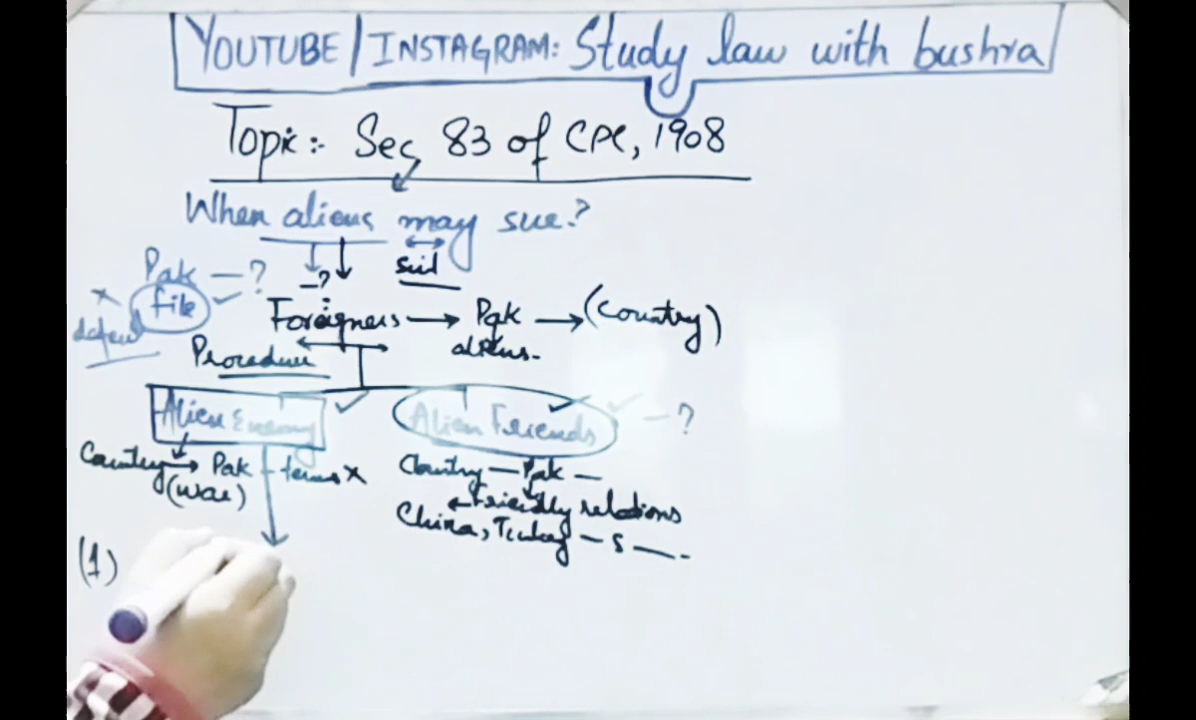 YOUTUBE/INSTAGRAM: Study law with bushra
Topic:- Sec 83 of CPC, 1908
When aliens may sue?
Pak — ?
suit
— ?
file
defend
Foreigners → Pak → (Country)
aliens.
Procedure
Alien Enemy
Alien Friends — ?
Country → Pak - terms x
(war)
Country — Pak —
Friendly relations
China, Turkey — S —
(1)